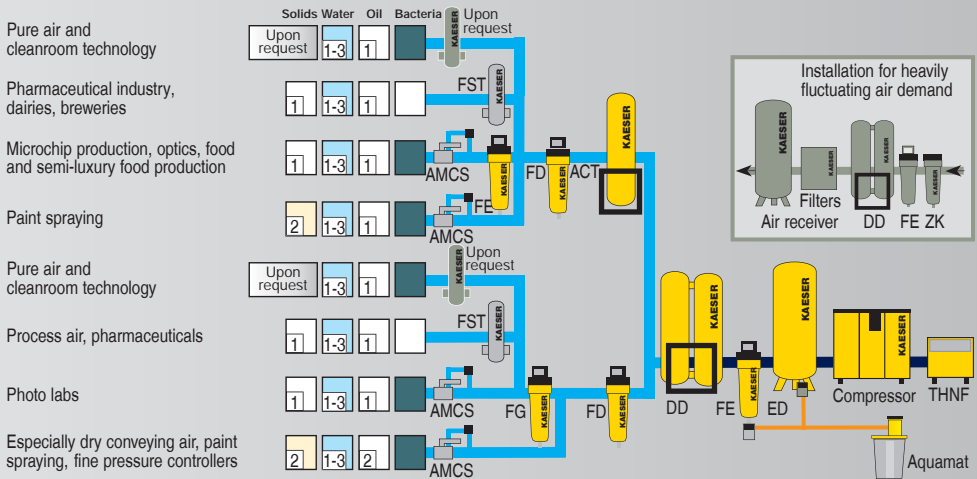 Solids Water Oil Bacteria
Pure air and
cleanroom technology
Upon
request
1-3
1
KAESER
Upon
request
Pharmaceutical industry,
dairies, breweries
1
1-3
1
FST
KAESER
Microchip production, optics, food
and semi-luxury food production
1
1-3
1
AMCS
KAESER
FE
FD
KAESER
ACT
KAESER
Paint spraying
2
1-3
1
AMCS
Pure air and
cleanroom technology
Upon
request
1-3
1
KAESER
Upon
request
Process air, pharmaceuticals
1
1-3
1
FST
KAESER
Photo labs
1
1-3
1
AMCS
FG
KAESER
FD
KAESER
Especially dry conveying air, paint
spraying, fine pressure controllers
2
1-3
2
AMCS
DD
FE
KAESER
ED
KAESER
KAESER
Compressor
THNF
Aquamat
Installation for heavily
fluctuating air demand
KAESER
KAESER
KAESER
KAESER
KAESER
Filters
Air receiver
DD
FE ZK